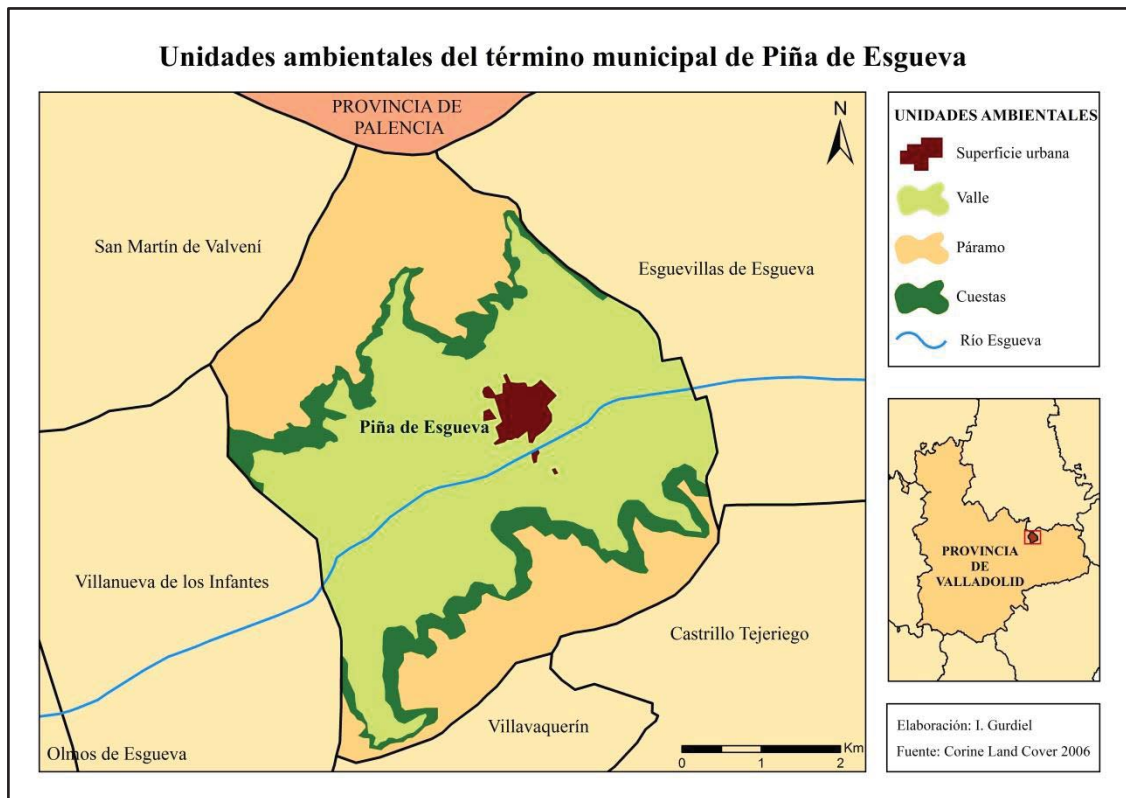 Unidades ambientales del término municipal de Piña de Esgueva
PROVINCIA DE
PALENCIA
N
San Martín de Valvení
Esguevillas de Esgueva
Piña de Esgueva
Villanueva de los Infantes
Castrillo Tejeriego
Villavaquerín
Olmos de Esgueva
Km
0 1 2
UNIDADES AMBIENTALES
Superficie urbana
Valle
Páramo
Cuestas
Río Esgueva
PROVINCIA
DE
VALLADOLID
Elaboración: I. Gurdiel
Fuente: Corine Land Cover 2006